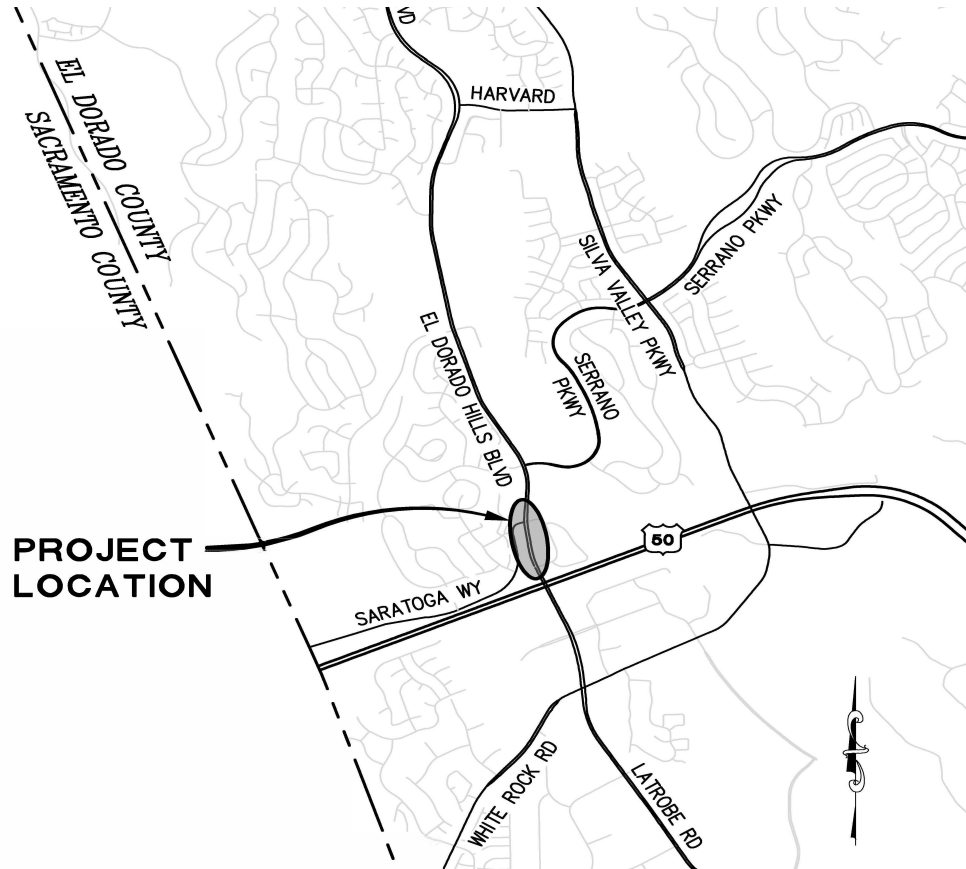 VD
HARVARD
EL DORADO COUNTY
SACRAMENTO COUNTY
SERRANO PKWY
SILVA VALLEY PKWY
EL DORADO HILLS BLVD
SERRANO
PKWY
50
PROJECT
LOCATION
SARATOGA WY
WHITE ROCK RD
LATROBE RD